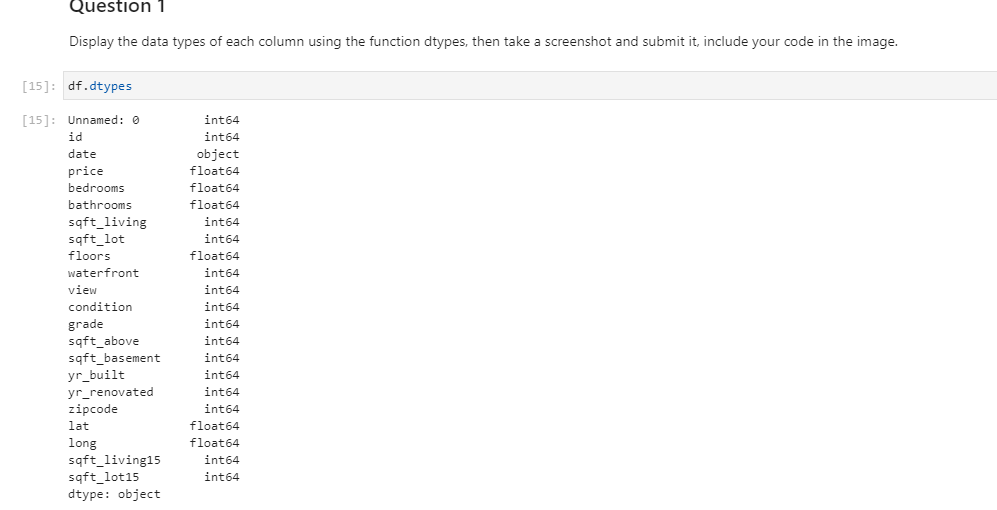 Question 1
Display the data types of each column using the function dtypes, then take a screenshot and submit it, include your code in the image.
[15]: df.dtypes
[15]: Unnamed: 0 int64
id int64
date object
price float64
bedrooms float64
bathrooms float64
sqft_living int64
sqft_lot int64
floors float64
waterfront int64
view int64
condition int64
grade int64
sqft_above int64
sqft_basement int64
yr_built int64
yr_renovated int64
zipcode int64
lat float64
long float64
sqft_living15 int64
sqft_lot15 int64
dtype: object